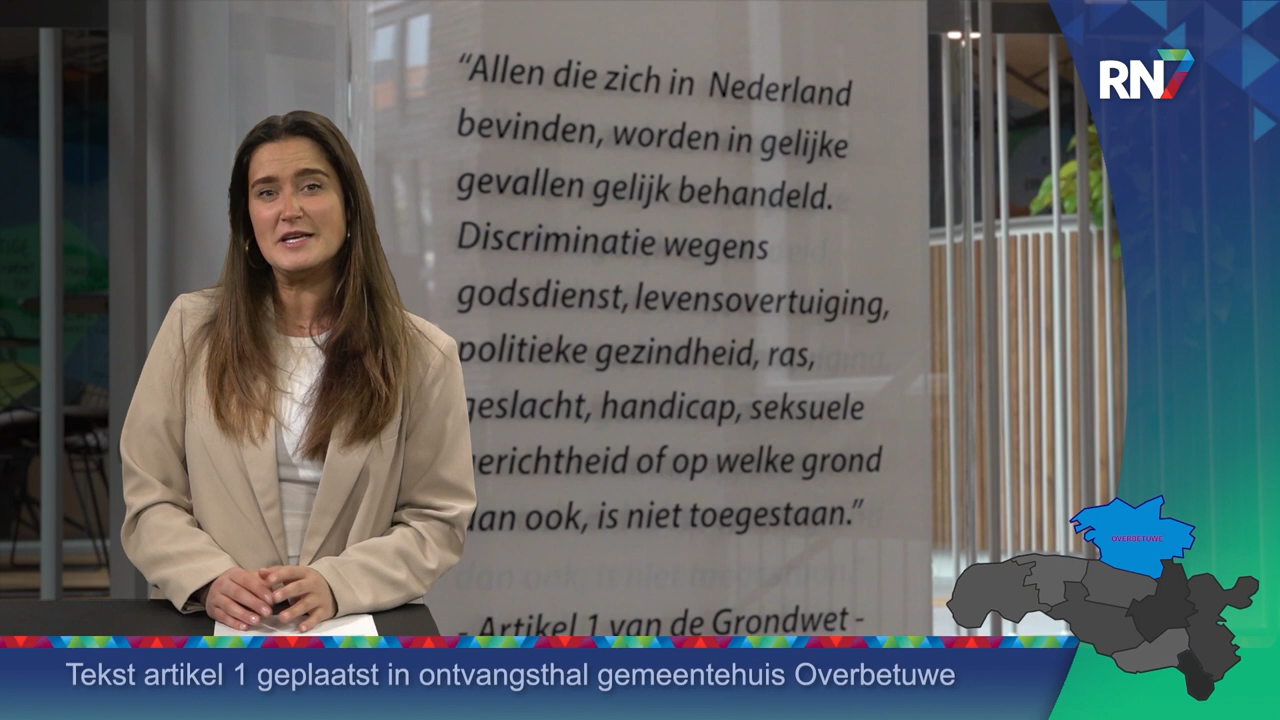 RN7
“Allen die zich in Nederland
bevinden, worden in gelijke
gevallen gelijk behandeld.
Discriminatie wegens
godsdienst, levensovertuiging,
politieke gezindheid, ras,
geslacht, handicap, seksuele
gerichtheid of op welke grond
dan ook, is niet toegestaan.”
- Artikel 1 van de Grondwet -
OVERBETUWE
Tekst artikel 1 geplaatst in ontvangsthal gemeentehuis Overbetuwe